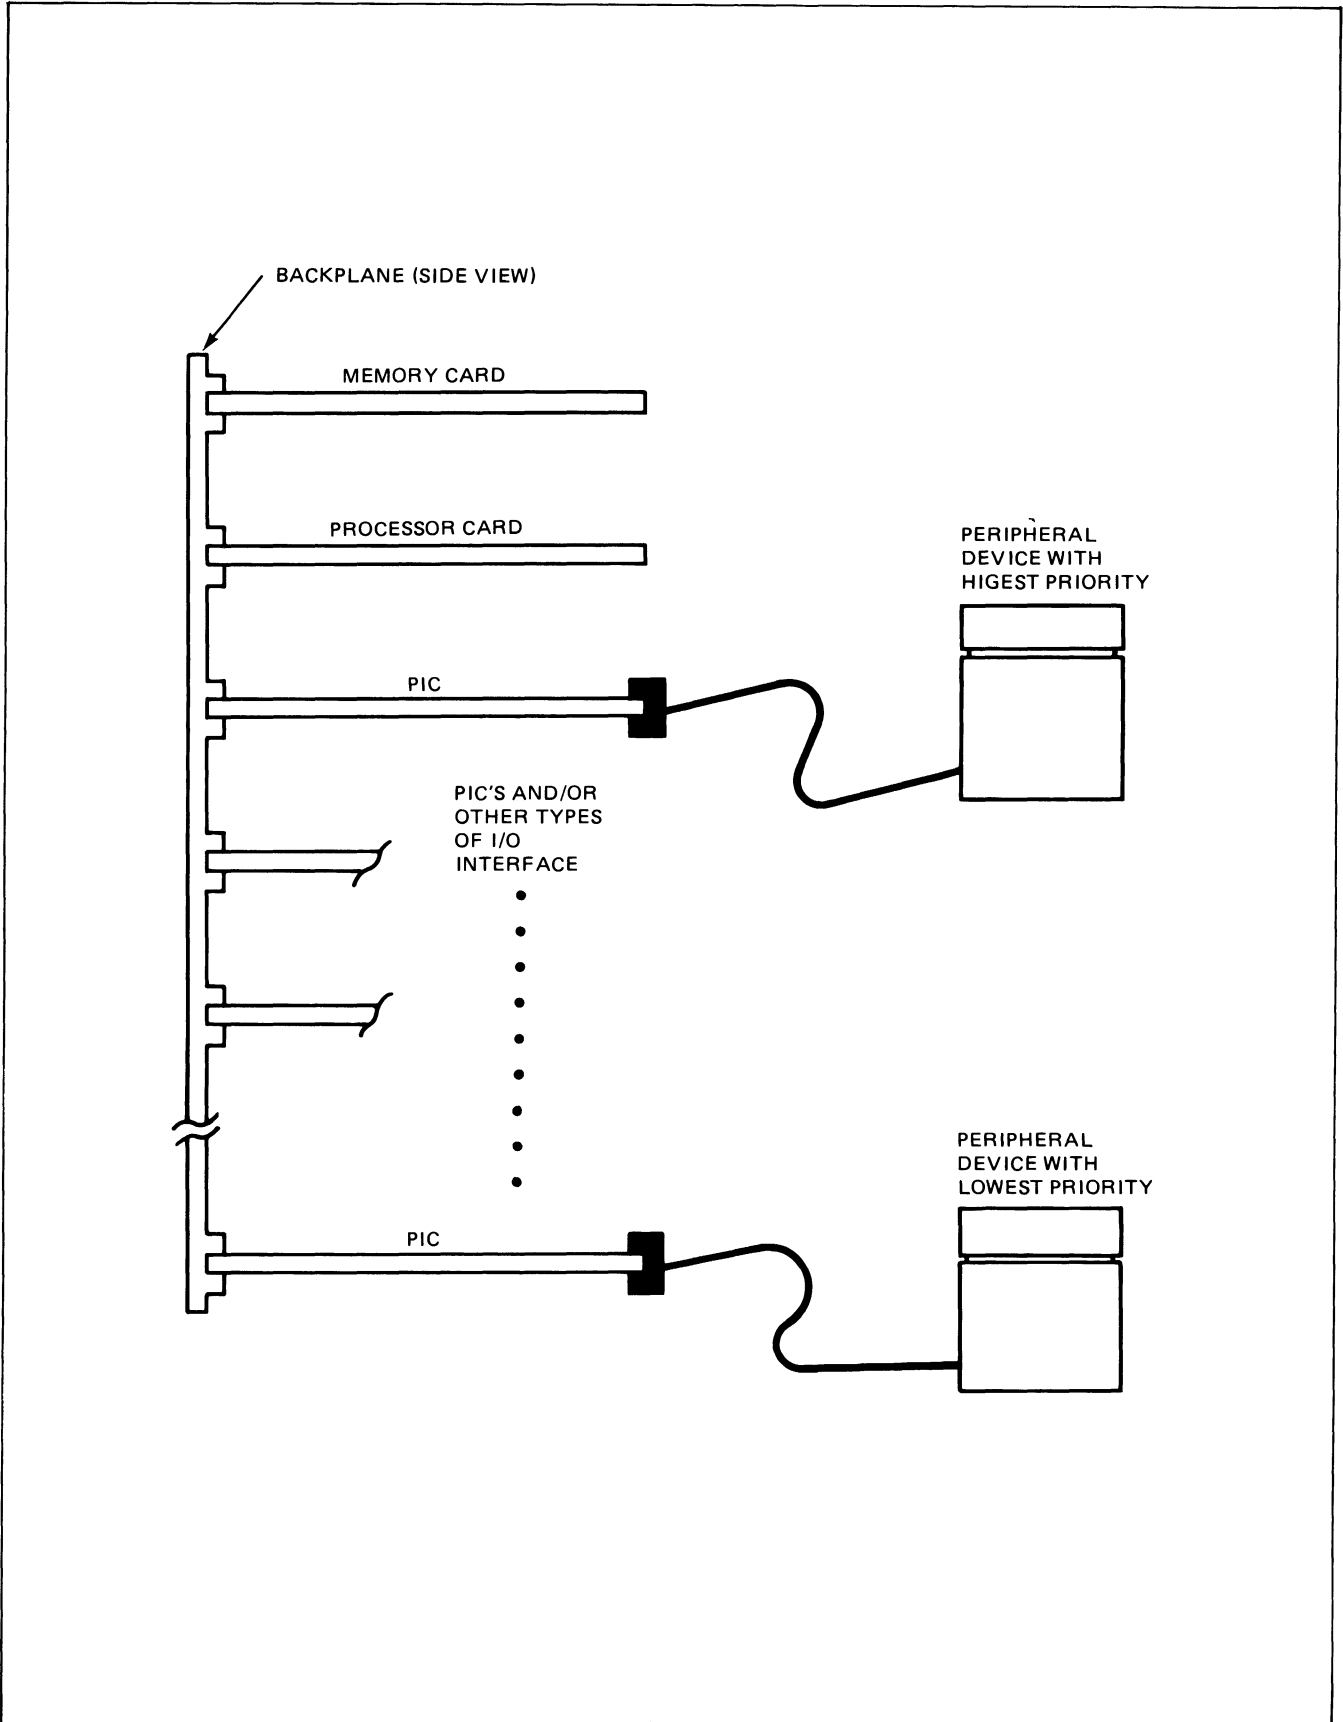 BACKPLANE (SIDE VIEW)
MEMORY CARD
PROCESSOR CARD
PERIPHERAL
DEVICE WITH
HIGEST PRIORITY
PIC
PIC'S AND/OR
OTHER TYPES
OF I/O
INTERFACE
PERIPHERAL
DEVICE WITH
LOWEST PRIORITY
PIC